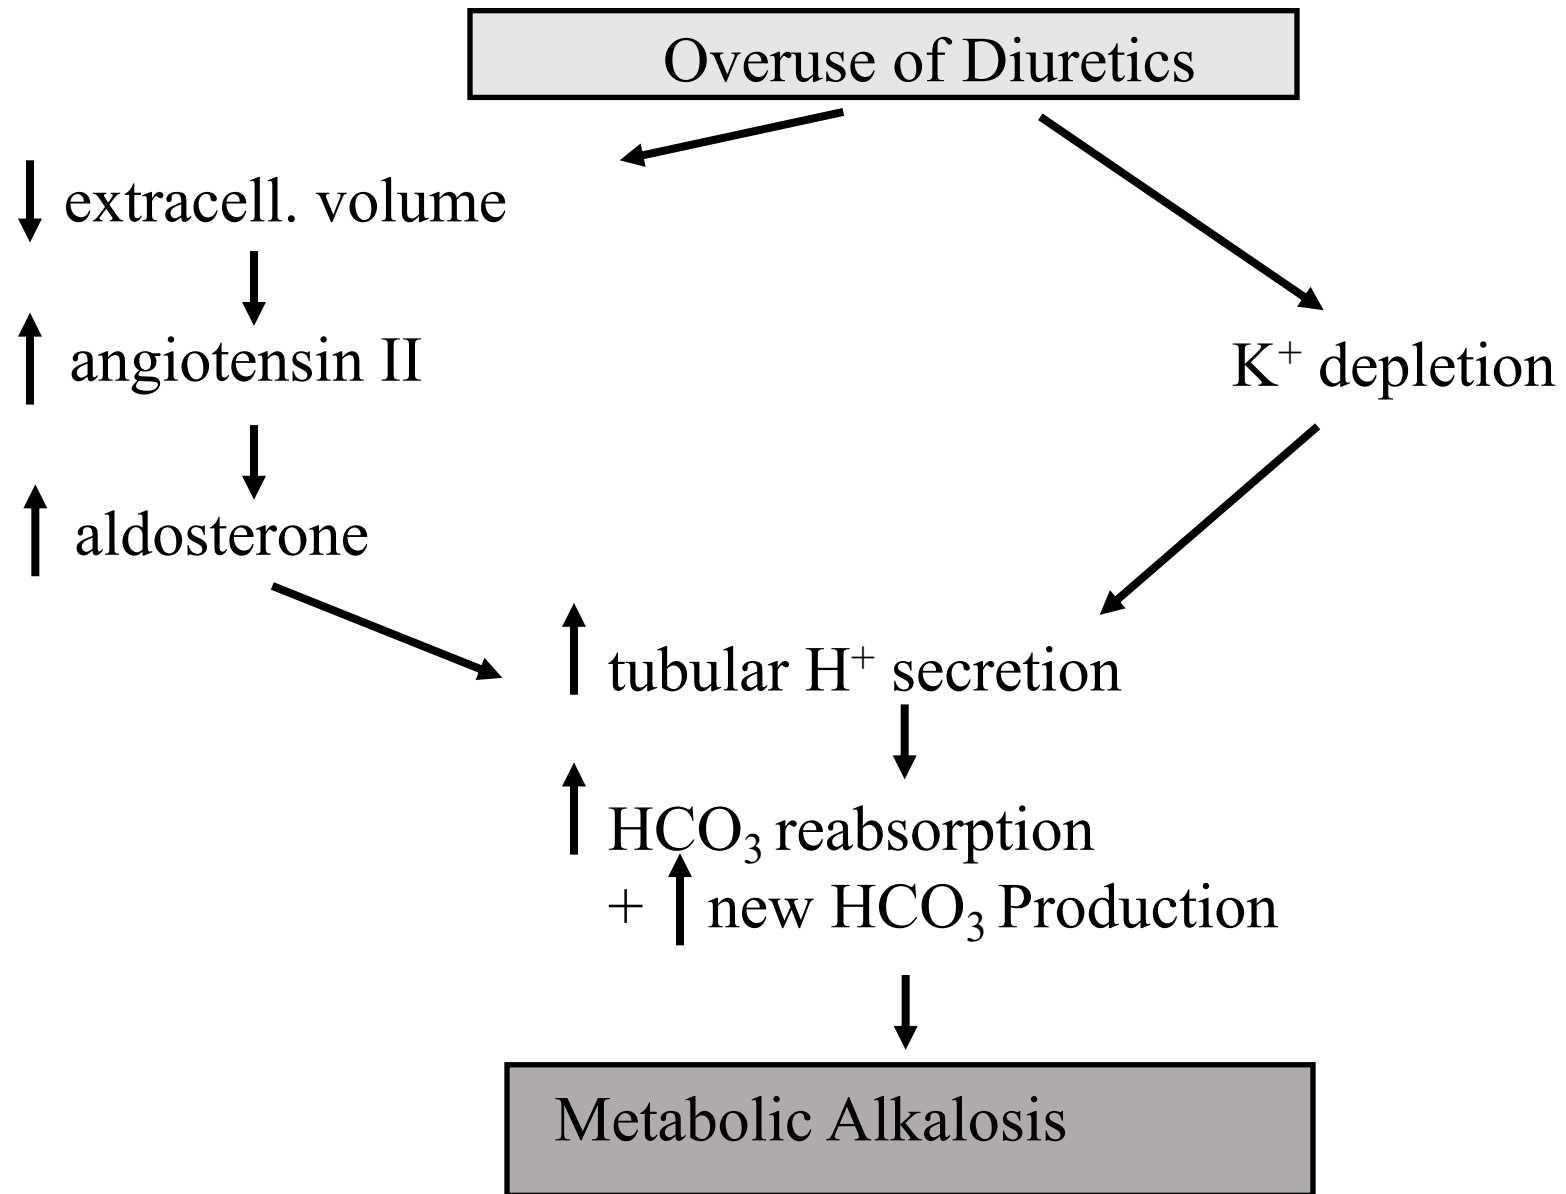 Overuse of Diuretics
extracell. volume
angiotensin II
K⁺ depletion
aldosterone
tubular H⁺ secretion
HCO₃ reabsorption
+ new HCO₃ Production
Metabolic Alkalosis